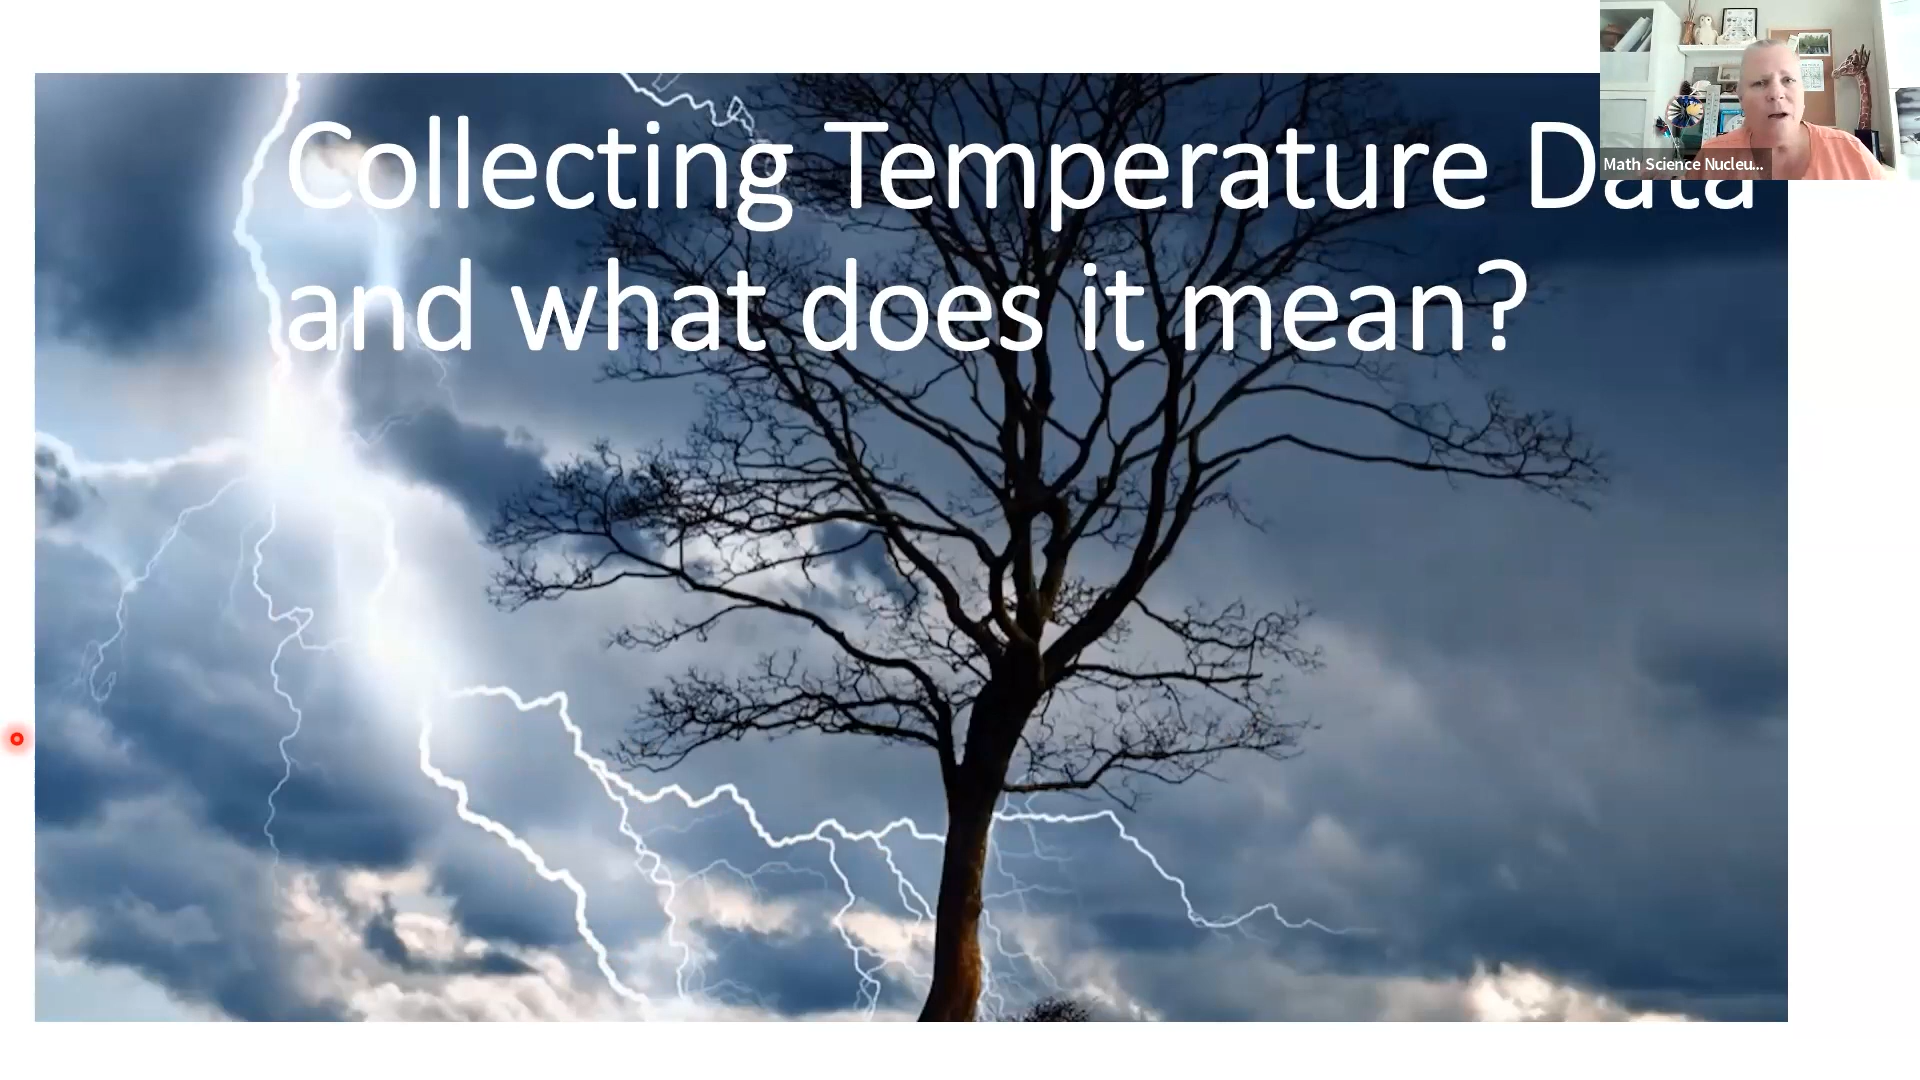 Collecting Temperature Data
and what does it mean?
Math Science Nucleu...